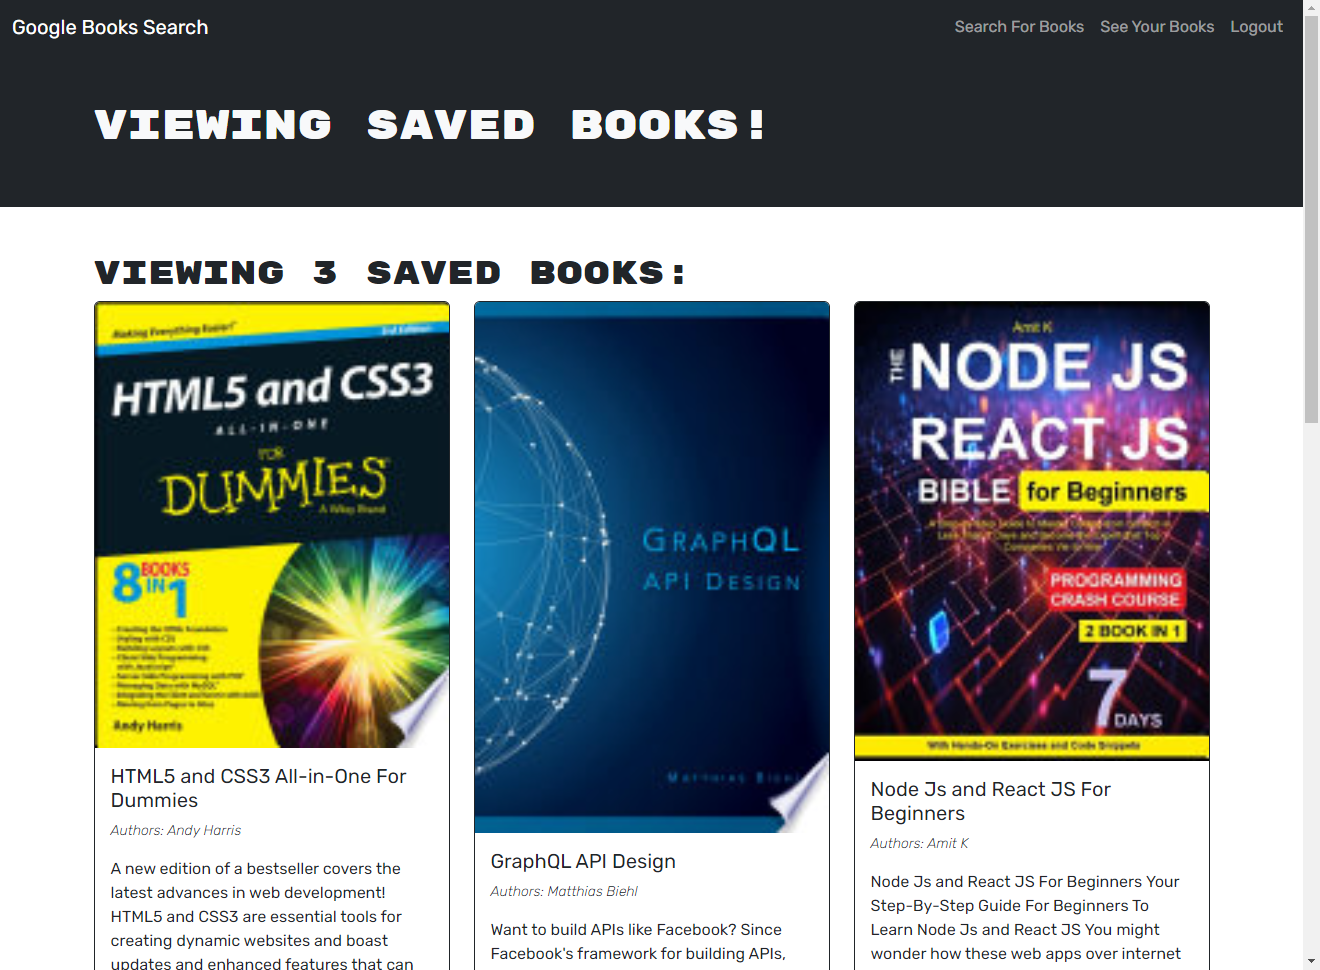 Google Books Search
Search For Books
See Your Books
Logout
VIEWING SAVED BOOKS!
VIEWING 3 SAVED BOOKS:
Making Everything Easier!
3rd Edition
HTML5 and CSS3
ALL-IN-ONE
FOR
DUMMIES
A Wiley Brand
8 BOOKS IN 1
Andy Harris
HTML5 and CSS3 All-in-One For
Dummies
Authors: Andy Harris
A new edition of a bestseller covers the
latest advances in web development!
HTML5 and CSS3 are essential tools for
creating dynamic websites and boast
updates and enhanced features that can
GRAPHQL
API DESIGN
Matthias Biehl
GraphQL API Design
Authors: Matthias Biehl
Want to build APIs like Facebook? Since
Facebook's framework for building APIs,
Amit K
THE NODE JS
REACT JS
BIBLE for Beginners
PROGRAMMING
CRASH COURSE
2 BOOK IN 1
7 DAYS
With Hands-On Exercises and Code Snippets
Node Js and React JS For
Beginners
Authors: Amit K
Node Js and React JS For Beginners Your
Step-By-Step Guide For Beginners To
Learn Node Js and React JS You might
wonder how these web apps over internet